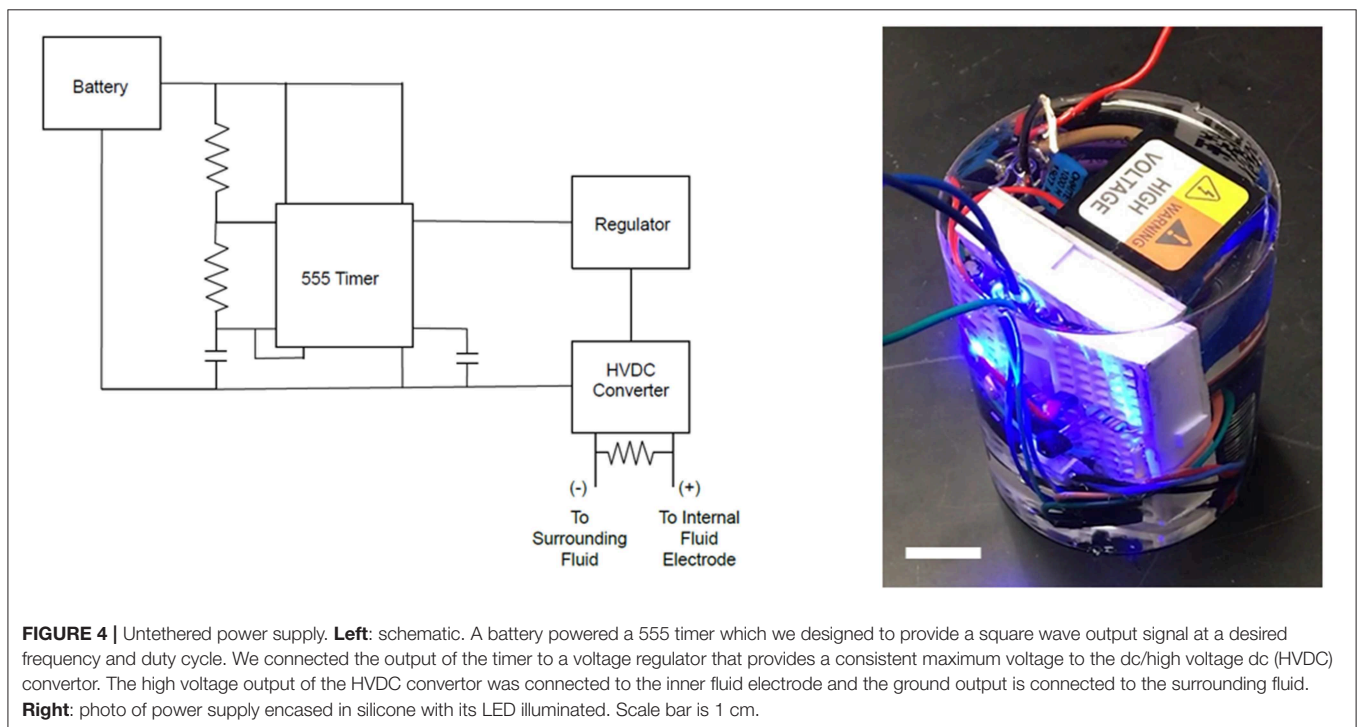 Battery
555 Timer
Regulator
HVDC
Converter
(-)
To
Surrounding
Fluid
(+)
To Internal
Fluid
Electrode
HIGH
VOLTAGE
WARNING
FIGURE 4 | Untethered power supply. Left: schematic. A battery powered a 555 timer which we designed to provide a square wave output signal at a desired
frequency and duty cycle. We connected the output of the timer to a voltage regulator that provides a consistent maximum voltage to the dc/high voltage dc (HVDC)
convertor. The high voltage output of the HVDC convertor was connected to the inner fluid electrode and the ground output is connected to the surrounding fluid.
Right: photo of power supply encased in silicone with its LED illuminated. Scale bar is 1 cm.